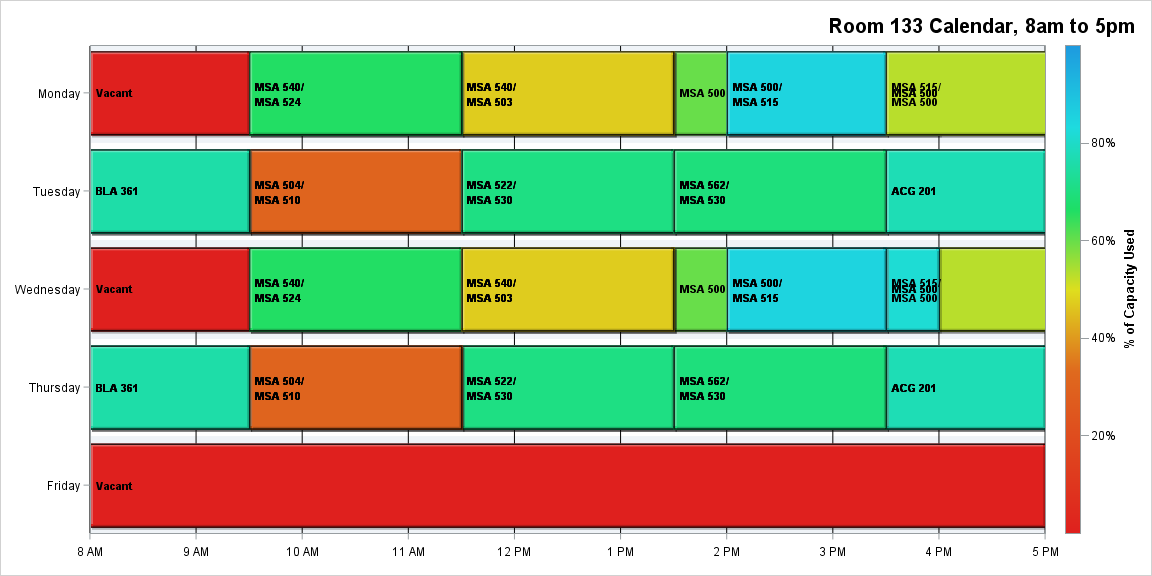 Room 133 Calendar, 8am to 5pm
Monday
Vacant
MSA 540/
MSA 524
MSA 540/
MSA 503
MSA 500
MSA 500/
MSA 515
MSA 515/
MSA 500
MSA 500
Tuesday
BLA 361
MSA 504/
MSA 510
MSA 522/
MSA 530
MSA 562/
MSA 530
ACG 201
Wednesday
Vacant
MSA 540/
MSA 524
MSA 540/
MSA 503
MSA 500
MSA 500/
MSA 515
MSA 515/
MSA 500
MSA 500
Thursday
BLA 361
MSA 504/
MSA 510
MSA 522/
MSA 530
MSA 562/
MSA 530
ACG 201
Friday
Vacant
8 AM
9 AM
10 AM
11 AM
12 PM
1 PM
2 PM
3 PM
4 PM
5 PM
80%
60%
40%
20%
% of Capacity Used